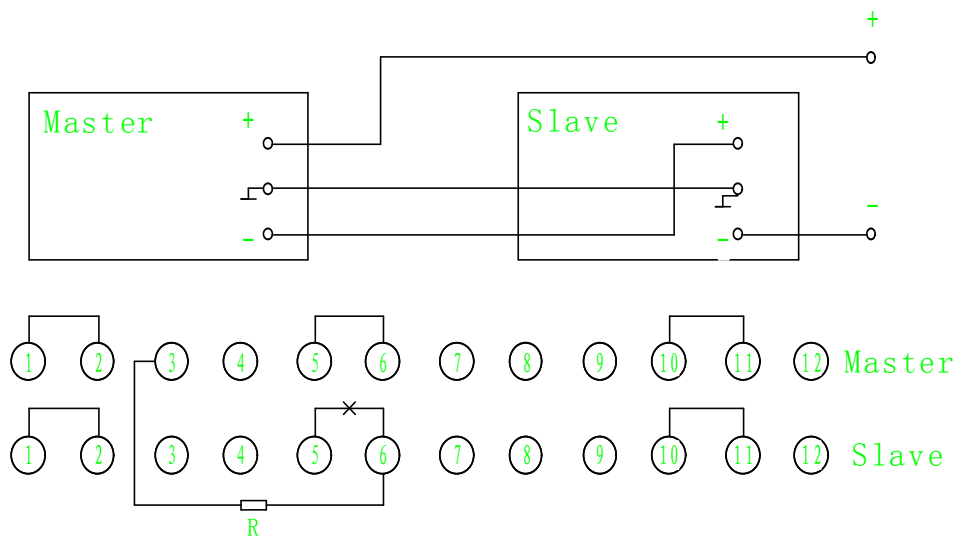 +
Master + Slave +
-
- -
1 2 3 4 5 6 7 8 9 10 11 12 Master
1 2 3 4 5 6 7 8 9 10 11 12 Slave
R